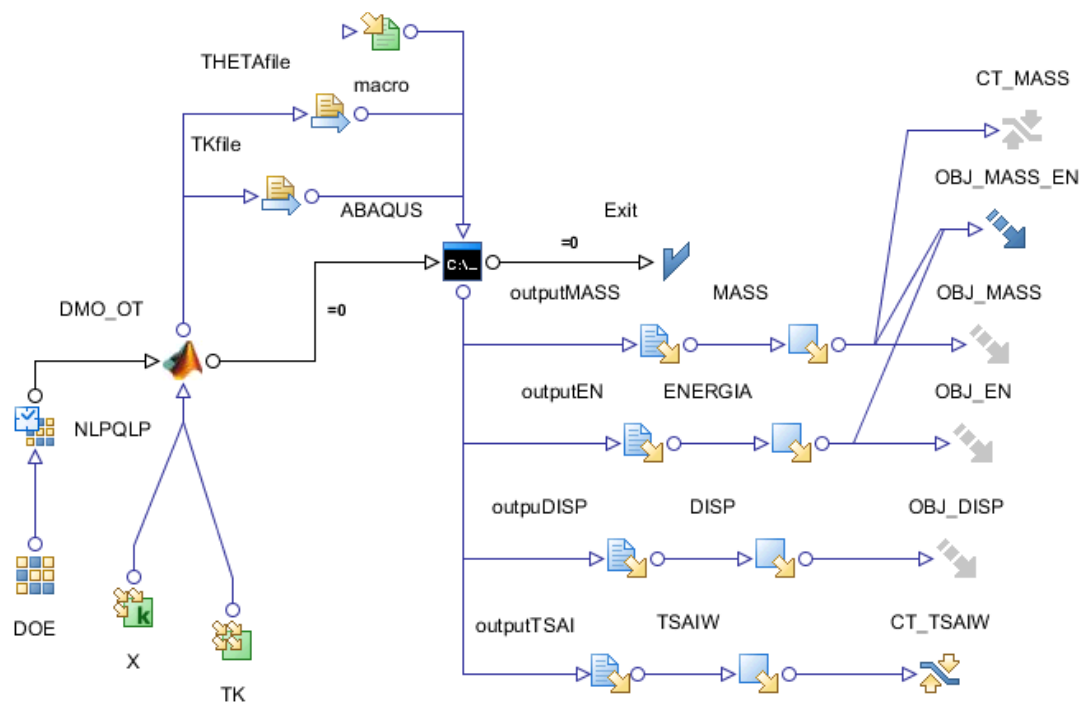 THETAfile
macro
CT_MASS
TKfile
OBJ_MASS_EN
ABAQUS
Exit
=0
C:\_
outputMASS
MASS
OBJ_MASS
DMO_OT
=0
outputEN
ENERGIA
OBJ_EN
NLPQLP
outpuDISP
DISP
OBJ_DISP
k
DOE
outputTSAI
TSAIW
CT_TSAIW
X
TK